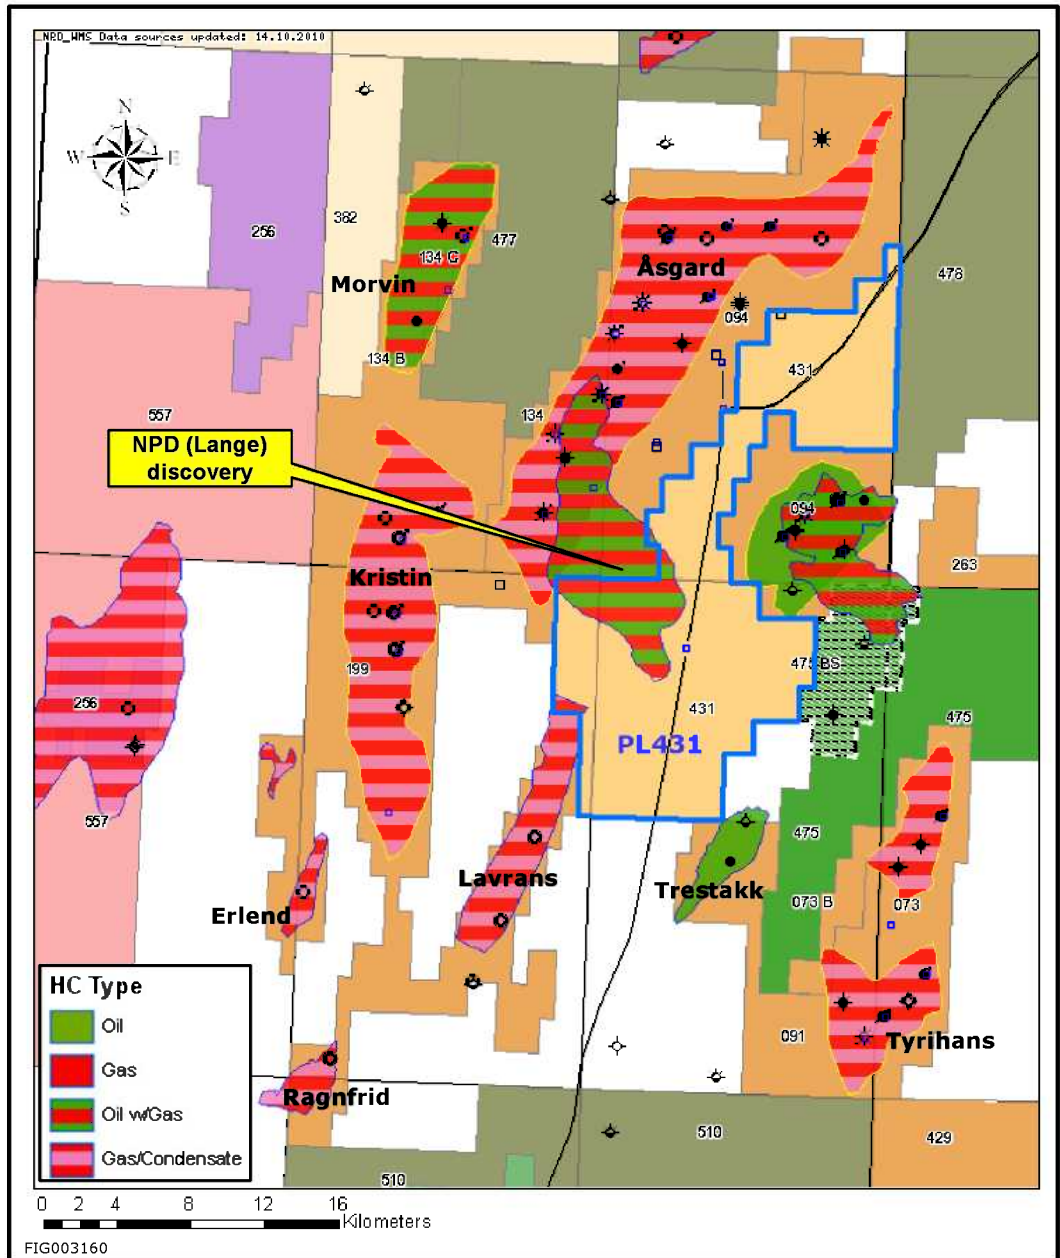 NPD_WMS Data sources updated: 14.10.2010
N
W E
S
256
382
477
134 C
Morvin
134 B
Åsgard
094
478
431
557
134
NPD (Lange)
discovery
094
263
Kristin
199
256
475 BS
431
475
PL431
557
475
Lavrans
Trestakk
Erlend
073 B
073
HC Type
Oil
Gas
Oil w/Gas
Gas/Condensate
091
Tyrihans
Ragnfrid
510
429
510
0 2 4 8 12 16
Kilometers
FIG003160